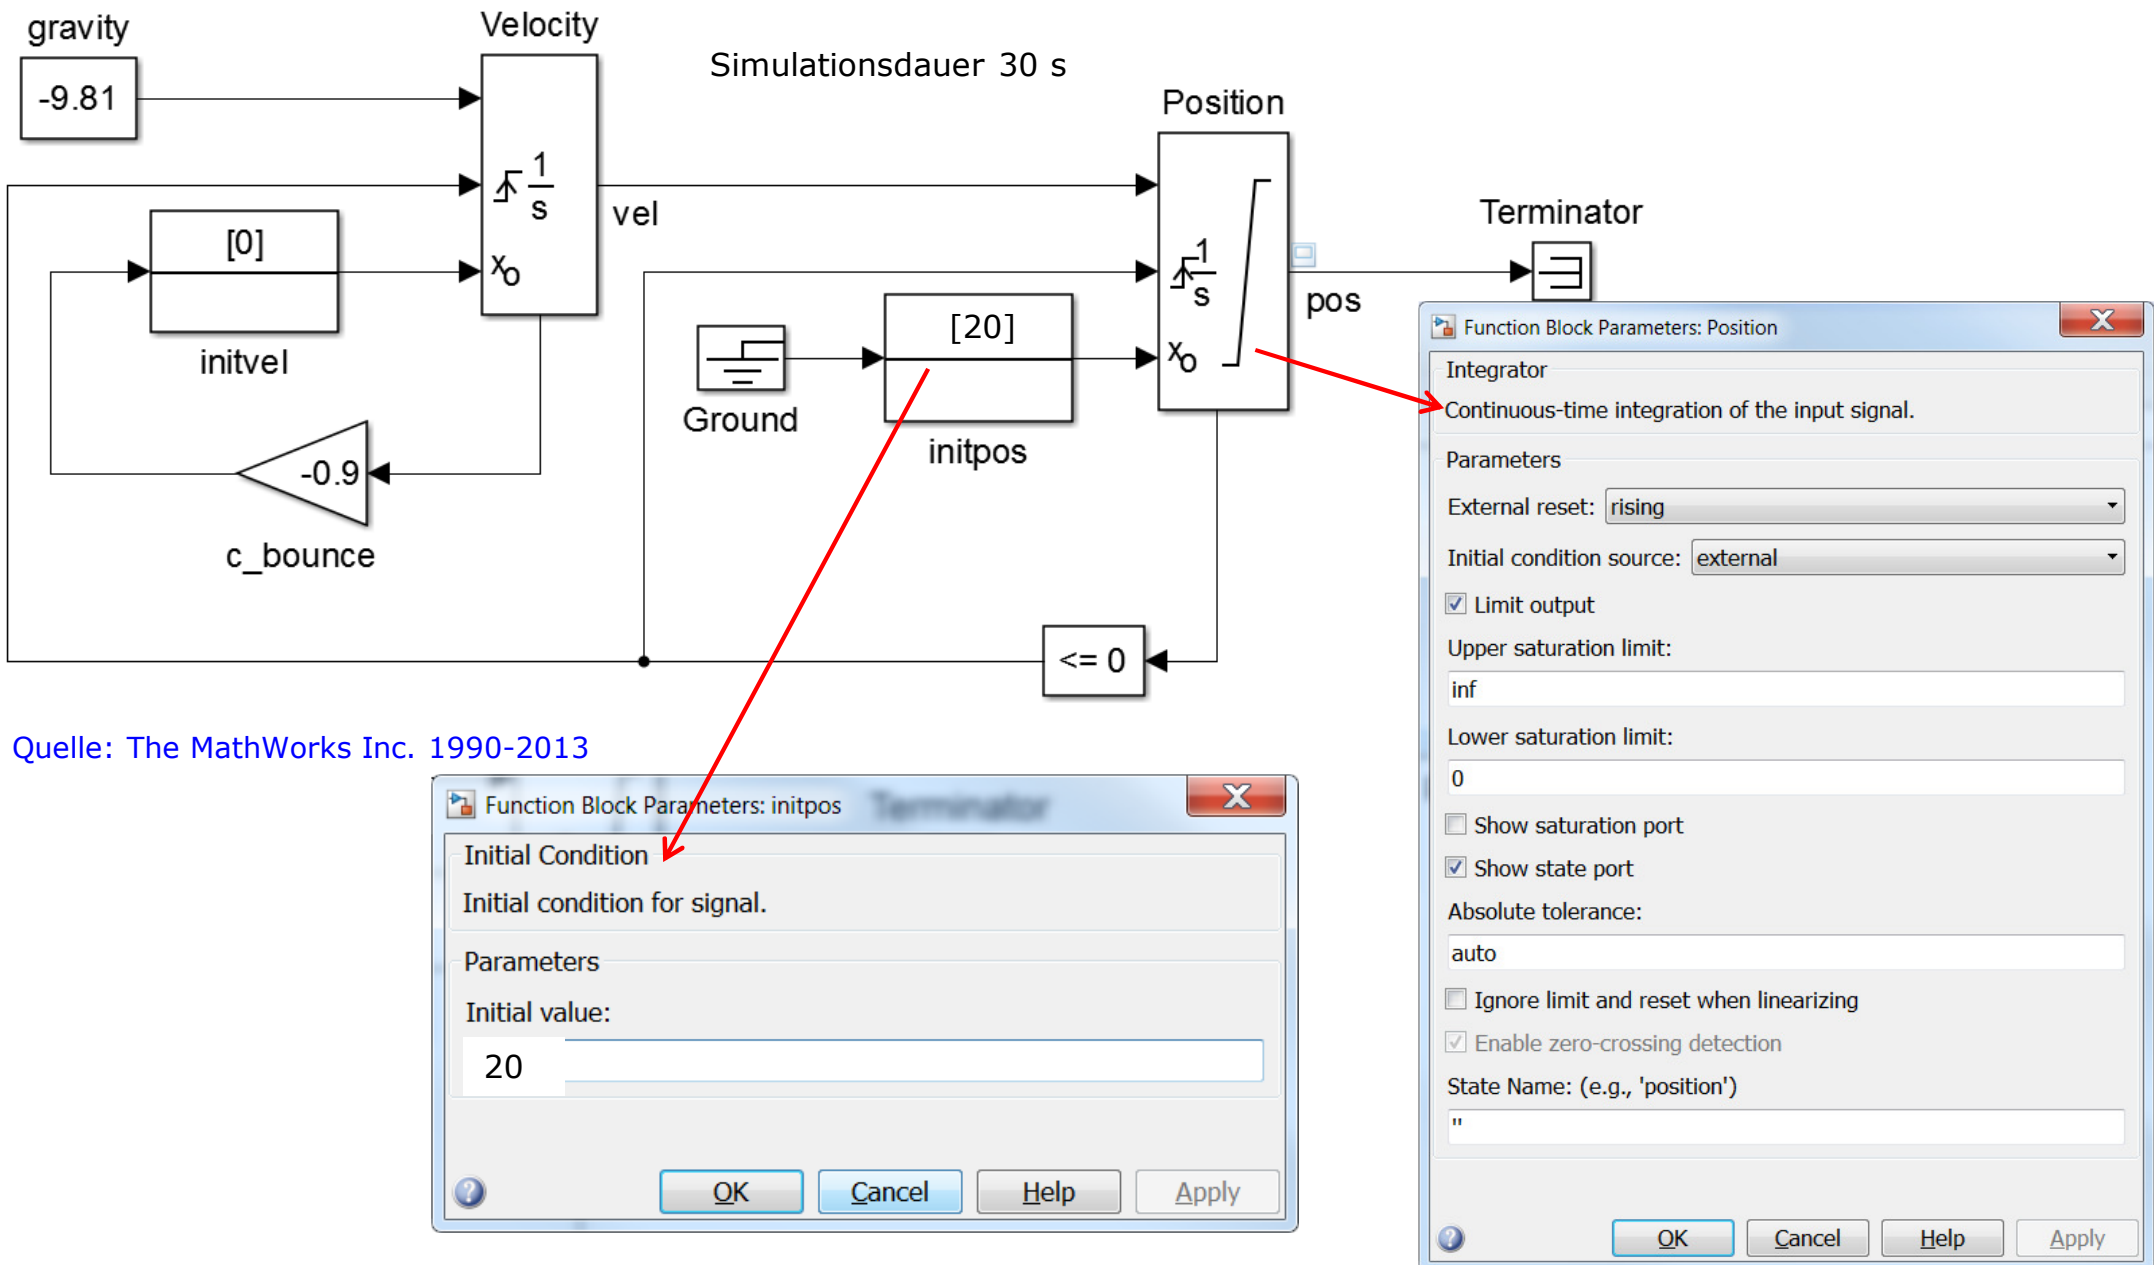 gravity
-9.81
Velocity
1
s
xo
vel
Simulationsdauer 30 s
[0]
initvel
-0.9
c_bounce
Ground
[20]
initpos
Position
1
s
xo
pos
Terminator
<= 0
Quelle: The MathWorks Inc. 1990-2013
Function Block Parameters: initpos
Terminator
Initial Condition
Initial condition for signal.
Parameters
Initial value:
20
OK Cancel Help Apply
Function Block Parameters: Position
Integrator
Continuous-time integration of the input signal.
Parameters
External reset: rising
Initial condition source: external
Limit output
Upper saturation limit:
inf
Lower saturation limit:
0
Show saturation port
Show state port
Absolute tolerance:
auto
Ignore limit and reset when linearizing
Enable zero-crossing detection
State Name: (e.g., 'position')
''
OK Cancel Help Apply